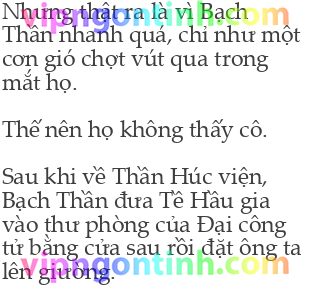 Nhưng thật ra là vì Bạch
vipngontinh.com
Thần nhanh quá, chỉ như một
cơn gió chợt vút qua trong
mắt họ.
Thế nên họ không thấy cô.
Sau khi về Thần Húc viện,
Bạch Thần đưa Tề Hầu gia
vào thư phòng của Đại công
tử bằng cửa sau rồi đặt ông ta
lên giường.
vipngontinh.com